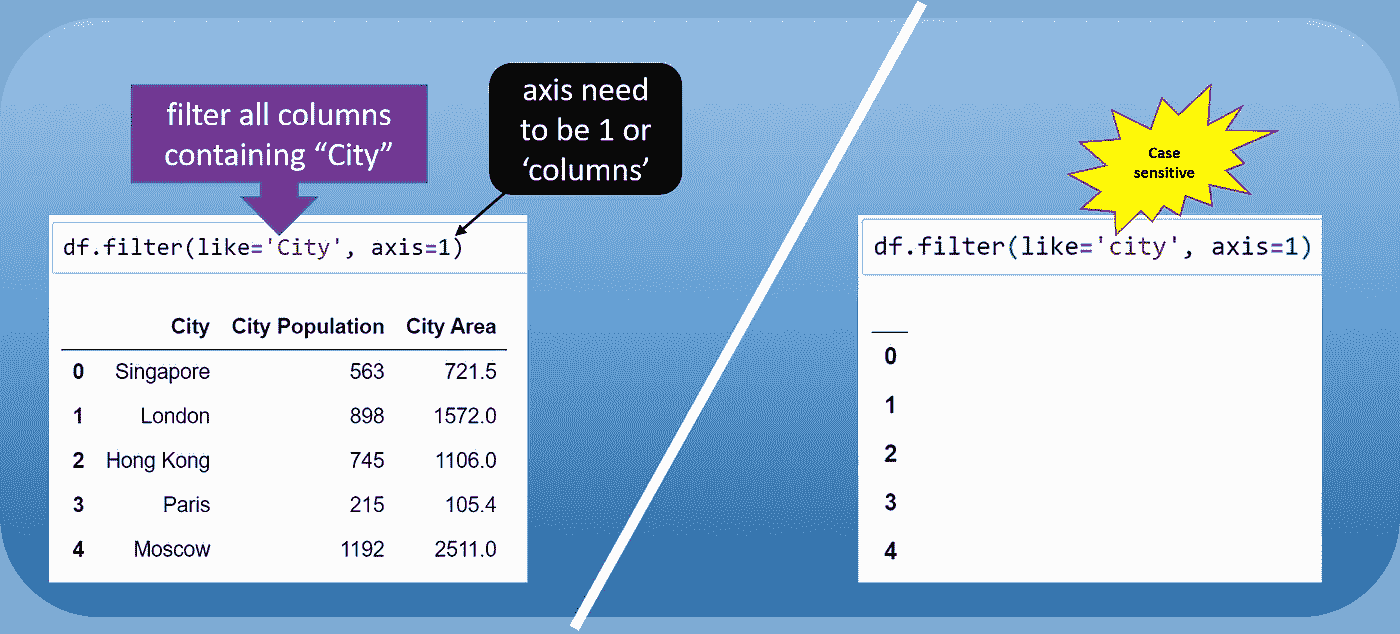 filter all columns
containing “City”
axis need
to be 1 or
‘columns’
df.filter(like='City', axis=1)
City City Population City Area
0 Singapore 563 721.5
1 London 898 1572.0
2 Hong Kong 745 1106.0
3 Paris 215 105.4
4 Moscow 1192 2511.0
Case
sensitive
df.filter(like='city', axis=1)
0
1
2
3
4